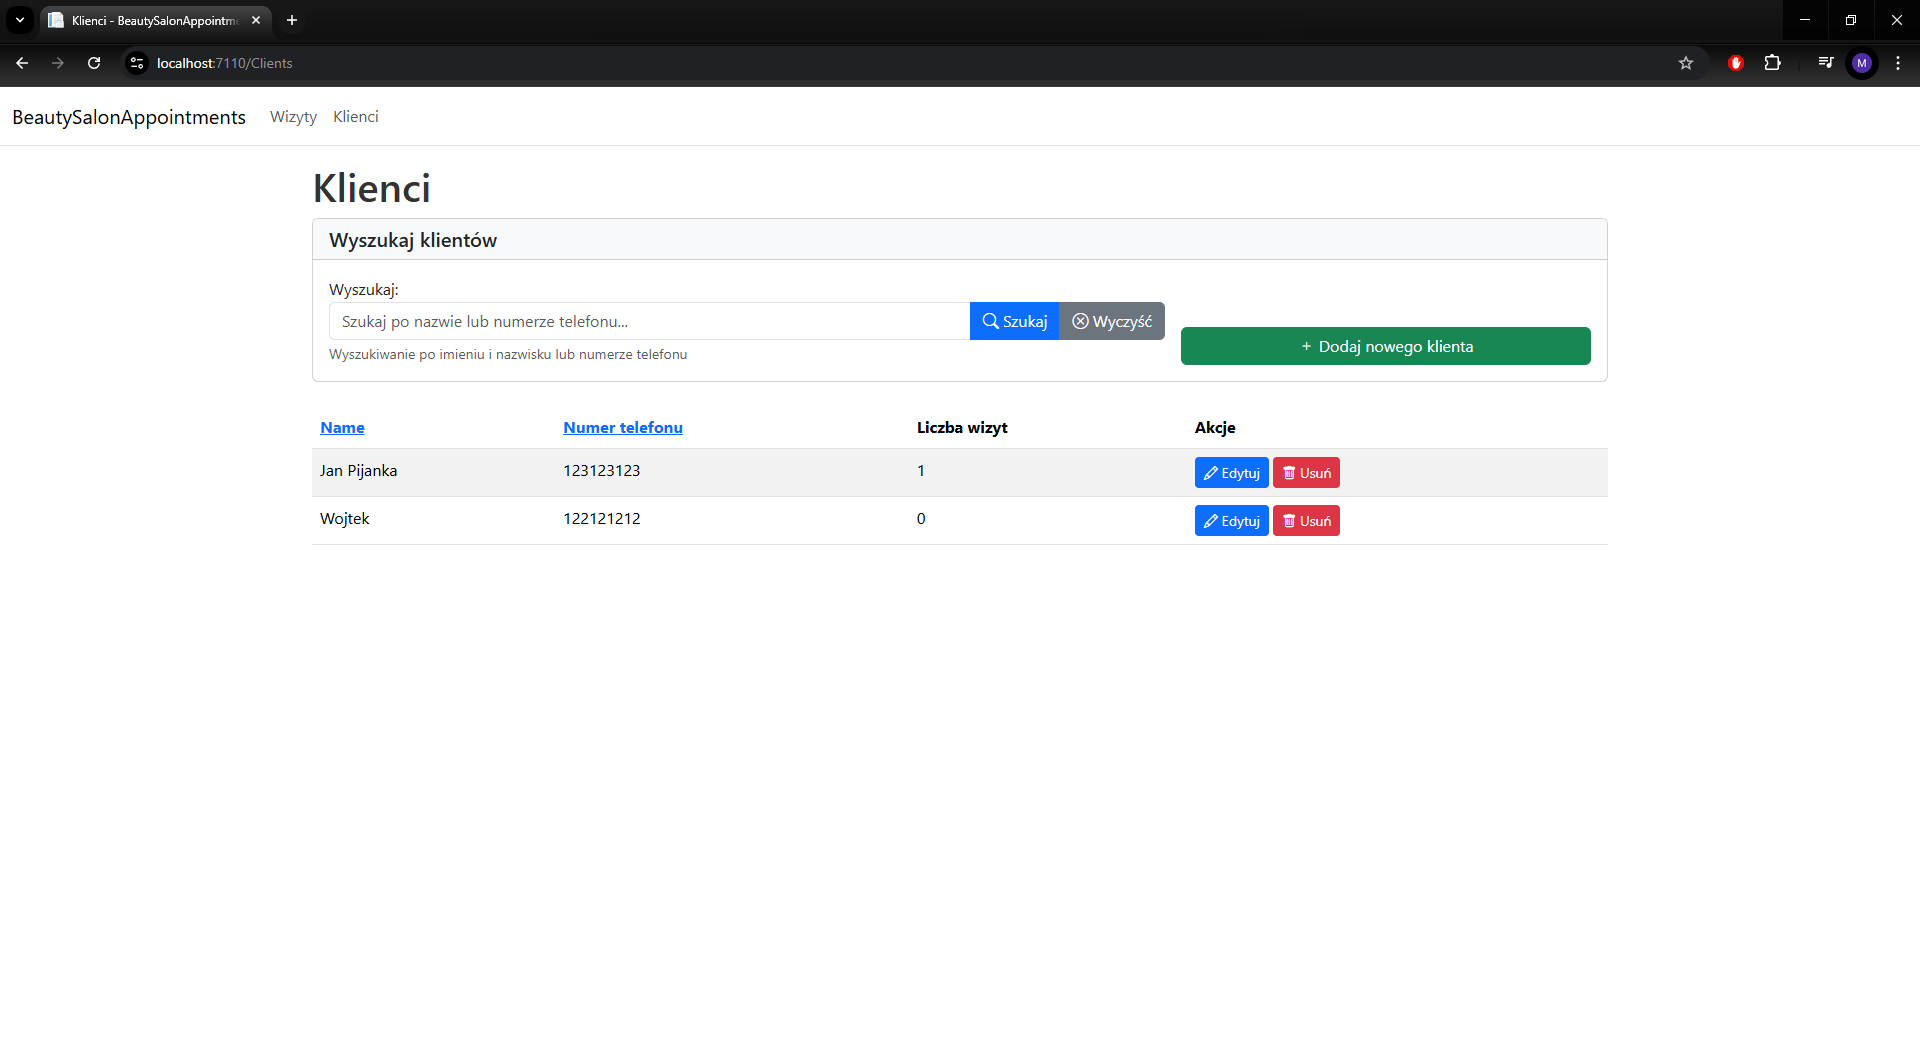 Klienci - BeautySalonAppointme
localhost:7110/Clients
M
BeautySalonAppointments Wizyty Klienci
Klienci
Wyszukaj klientów
Wyszukaj:
Szukaj po nazwie lub numerze telefonu... Szukaj Wyczyść
Wyszukiwanie po imieniu i nazwisku lub numerze telefonu
+ Dodaj nowego klienta
Name Numer telefonu Liczba wizyt Akcje
Jan Pijanka 123123123 1 Edytuj Usuń
Wojtek 122121212 0 Edytuj Usuń